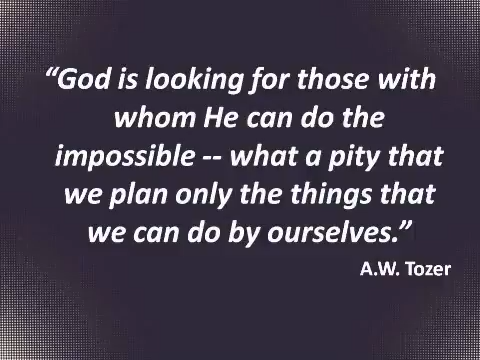 “God is looking for those with
whom He can do the
impossible -- what a pity that
we plan only the things that
we can do by ourselves.”
A.W. Tozer